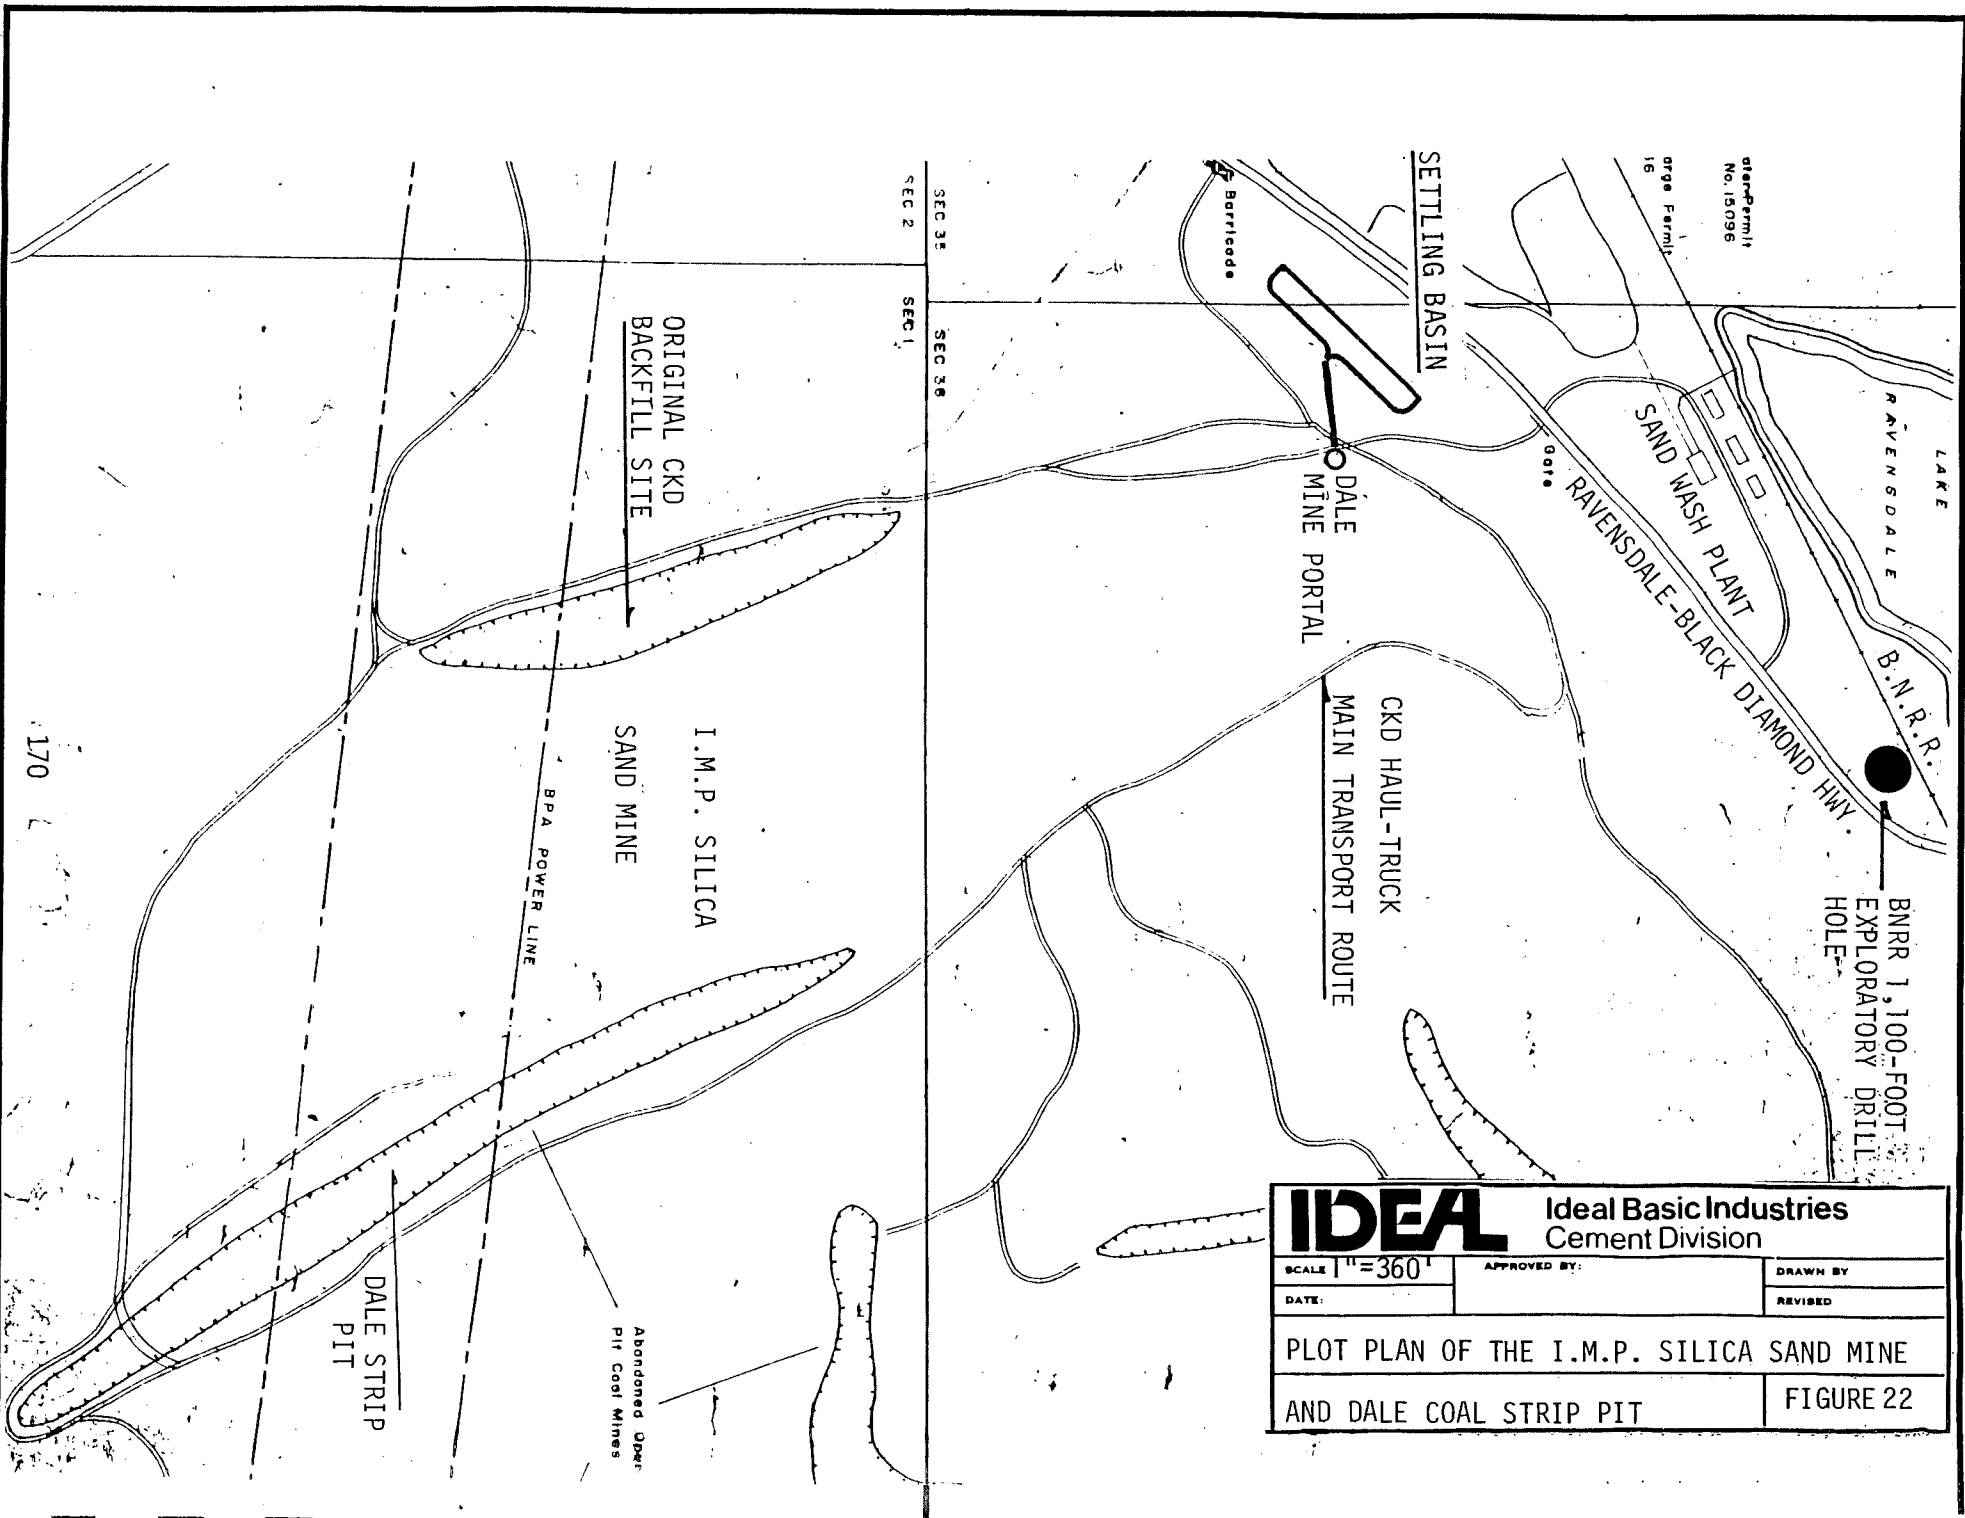 LAKE
RAVENSDALE
No. 15096
SETTLING BASIN
Barricade
SEC 35
SEC 2
SEC 1
SEC 36
SAND WASH PLANT
Gate
RAVENSDALE-BLACK DIAMOND HWY.
B.N.R.R.
BNRR 1,100-FOOT
EXPLORATORY DRILL
HOLE
DALE
MINE PORTAL
CKD HAUL-TRUCK
MAIN TRANSPORT ROUTE
ORIGINAL CKD
BACKFILL SITE
I.M.P. SILICA
SAND MINE
BPA POWER LINE
DALE STRIP
PIT
Abandoned Open
Pit Coal Mines
170
IDEAL
Ideal Basic Industries
Cement Division
SCALE 1"=360'
APPROVED BY:
DRAWN BY
DATE:
REVISED
PLOT PLAN OF THE I.M.P. SILICA SAND MINE
AND DALE COAL STRIP PIT
FIGURE 22